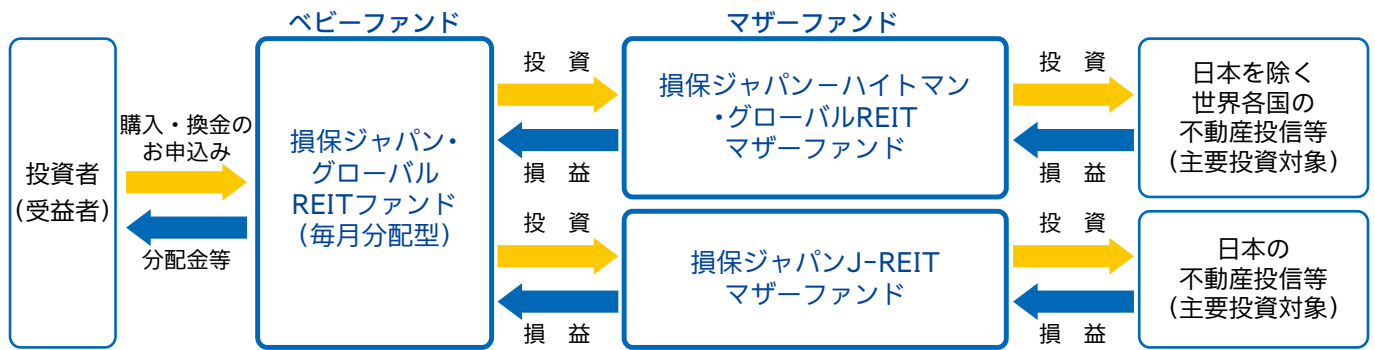 ベビーファンド
マザーファンド
投資者
(受益者)
購入・換金の
お申込み
分配金等
損保ジャパン・
グローバル
REITファンド
(毎月分配型)
投 資
損 益
損保ジャパンーハイトマン
・グローバルREIT
マザーファンド
投 資
損 益
日本を除く
世界各国の
不動産投信等
(主要投資対象)
投 資
損 益
損保ジャパンJ-REIT
マザーファンド
投 資
損 益
日本の
不動産投信等
(主要投資対象)